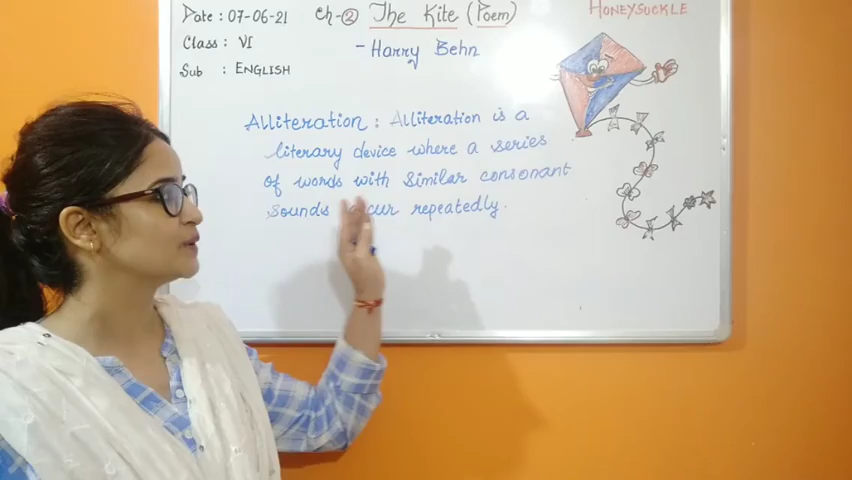 Date : 07-06-21
Ch-② The Kite (Poem)
HONEYSUCKLE
Class : VI
- Harry Behn
Sub : ENGLISH
Alliteration : Alliteration is a
literary device where a series
of words with similar consonant
sounds repeatedly.